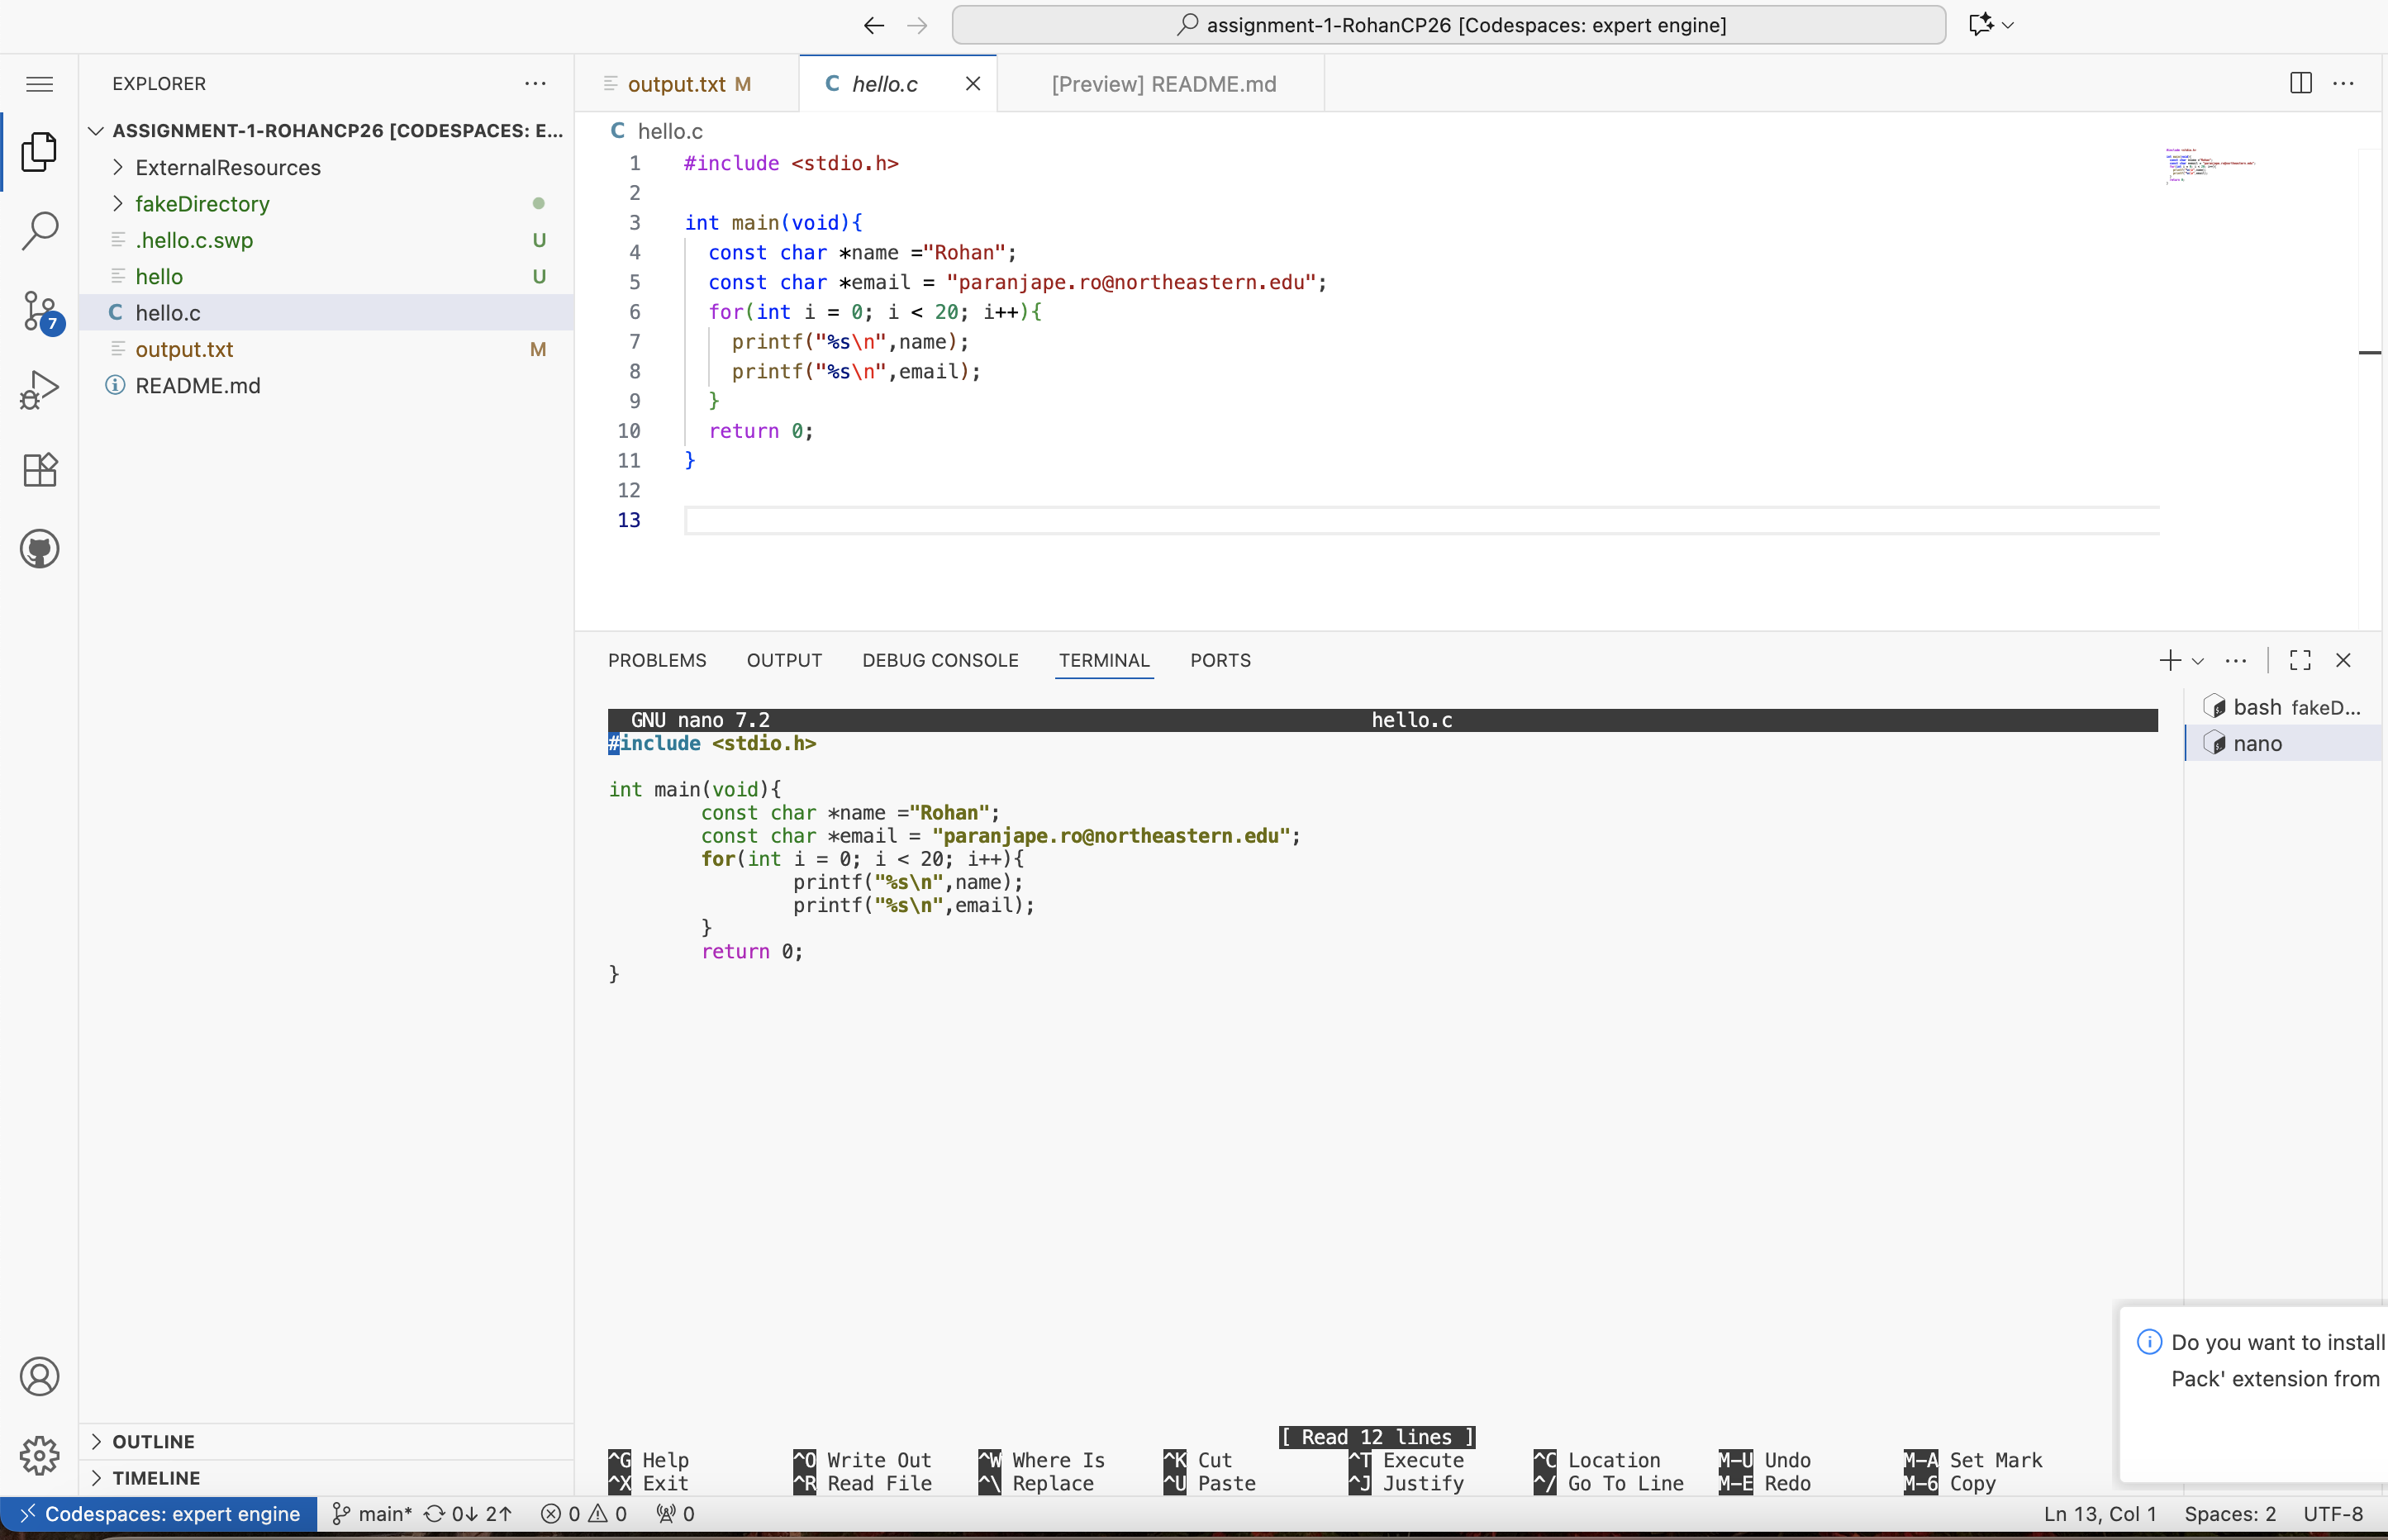 assignment-1-RohanCP26 [Codespaces: expert engine]
EXPLORER
ASSIGNMENT-1-ROHANCP26 [CODESPACES: E...
ExternalResources
fakeDirectory
.hello.c.swp U
hello U
C hello.c
output.txt M
README.md
7
OUTLINE
TIMELINE
output.txt M
C hello.c
[Preview] README.md
C hello.c
1 #include <stdio.h>
2
3 int main(void){
4 const char *name ="Rohan";
5 const char *email = "paranjape.ro@northeastern.edu";
6 for(int i = 0; i < 20; i++){
7 printf("%s\n",name);
8 printf("%s\n",email);
9 }
10 return 0;
11 }
12
13
PROBLEMS OUTPUT DEBUG CONSOLE TERMINAL PORTS
GNU nano 7.2 hello.c
#include <stdio.h>
int main(void){
const char *name ="Rohan";
const char *email = "paranjape.ro@northeastern.edu";
for(int i = 0; i < 20; i++){
printf("%s\n",name);
printf("%s\n",email);
}
return 0;
}
[ Read 12 lines ]
^G Help ^O Write Out ^W Where Is ^K Cut ^T Execute ^C Location M-U Undo M-A Set Mark
^X Exit ^R Read File ^\ Replace ^U Paste ^J Justify ^/ Go To Line M-E Redo M-6 Copy
bash fakeD...
nano
Do you want to install
Pack' extension from
Codespaces: expert engine main* 0↓ 2↑ 0 0 0 Ln 13, Col 1 Spaces: 2 UTF-8